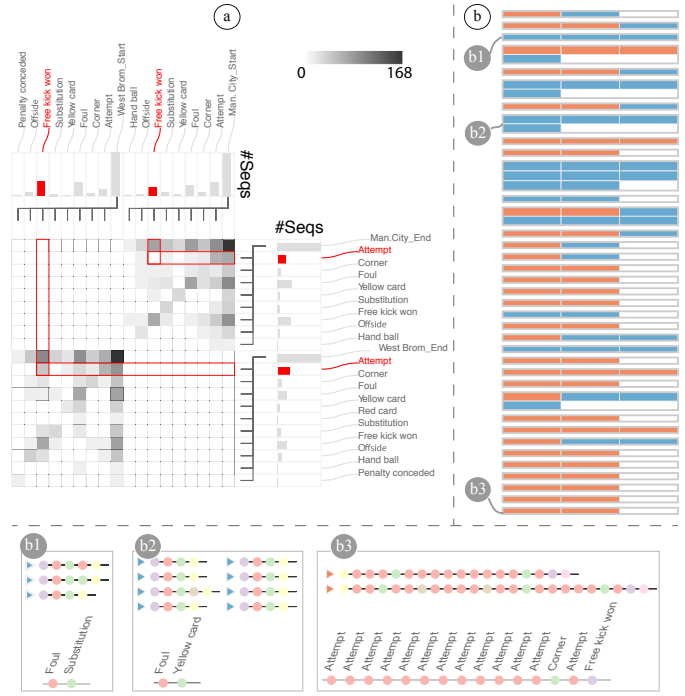 a
0
168
Penalty conceded
Offside
Free kick won
Substitution
Yellow card
Foul
Corner
Attempt
West Brom_Start
Hand ball
Offside
Free kick won
Substitution
Yellow card
Foul
Corner
Attempt
Man. City_Start
#Seqs
#Seqs
Man.City_End
Attempt
Corner
Foul
Yellow card
Substitution
Free kick won
Offside
Hand ball
West Brom_End
Attempt
Corner
Foul
Yellow card
Red card
Substitution
Free kick won
Offside
Hand ball
Penalty conceded
b
b1
b2
b3
b1
Foul
Substitution
b2
Foul
Yellow card
b3
Attempt
Attempt
Attempt
Attempt
Attempt
Attempt
Attempt
Attempt
Attempt
Attempt
Attempt
Corner
Attempt
Free kick won